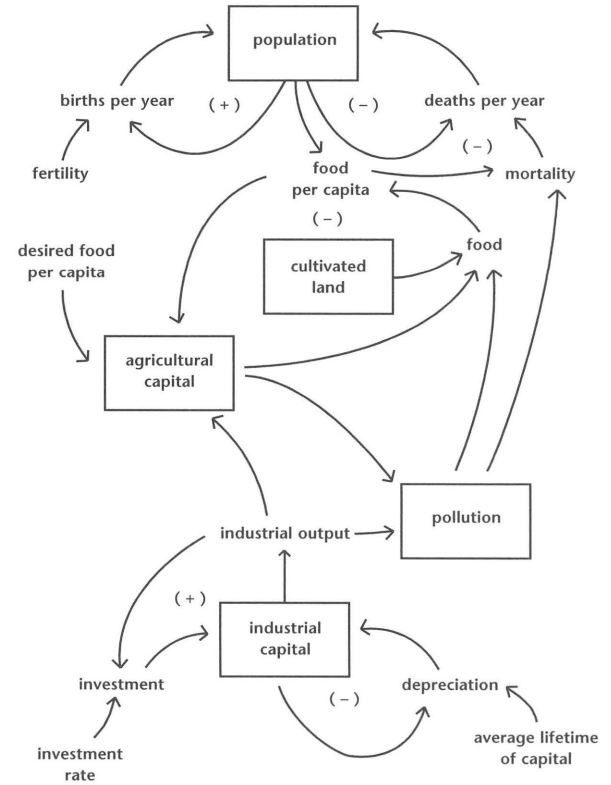 population
births per year
(+)
(-)
deaths per year
(-)
fertility
food
per capita
mortality
(-)
desired food
per capita
food
cultivated
land
agricultural
capital
pollution
industrial output
(+)
industrial
capital
investment
(-)
depreciation
investment
rate
average lifetime
of capital